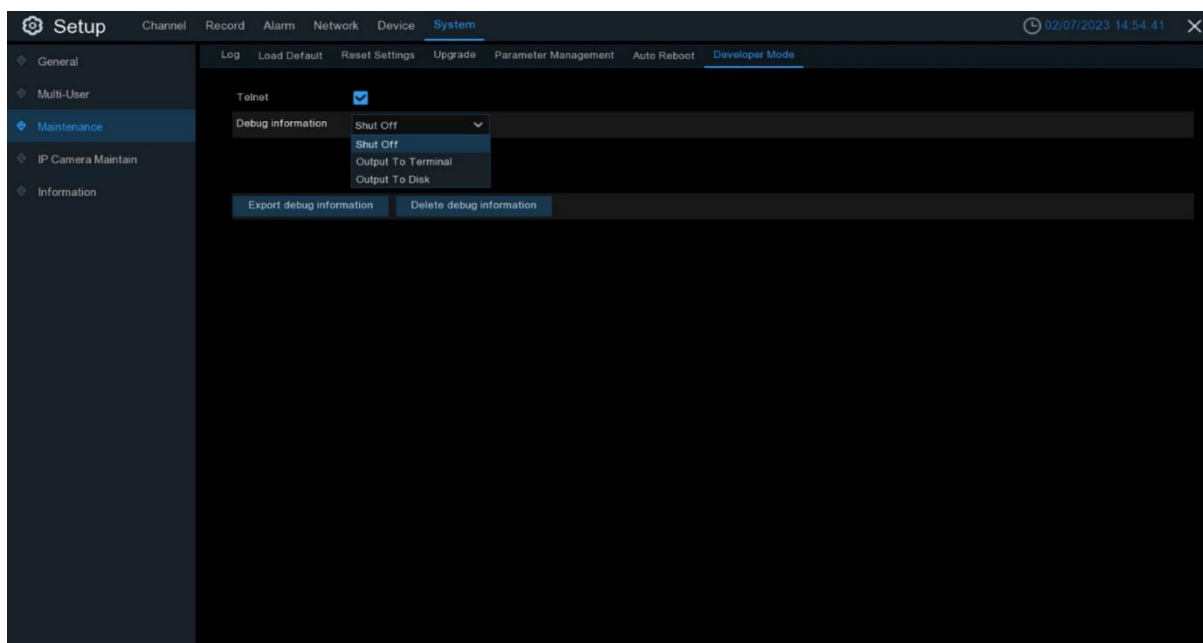 Setup Channel Record Alarm Network Device System 02/07/2023 14:54:41
Log Load Default Reset Settings Upgrade Parameter Management Auto Reboot Developer Mode
General
Multi-User
Maintenance
IP Camera Maintain
Information
Telnet
Debug information Shut Off
Shut Off
Output To Terminal
Output To Disk
Export debug information Delete debug information